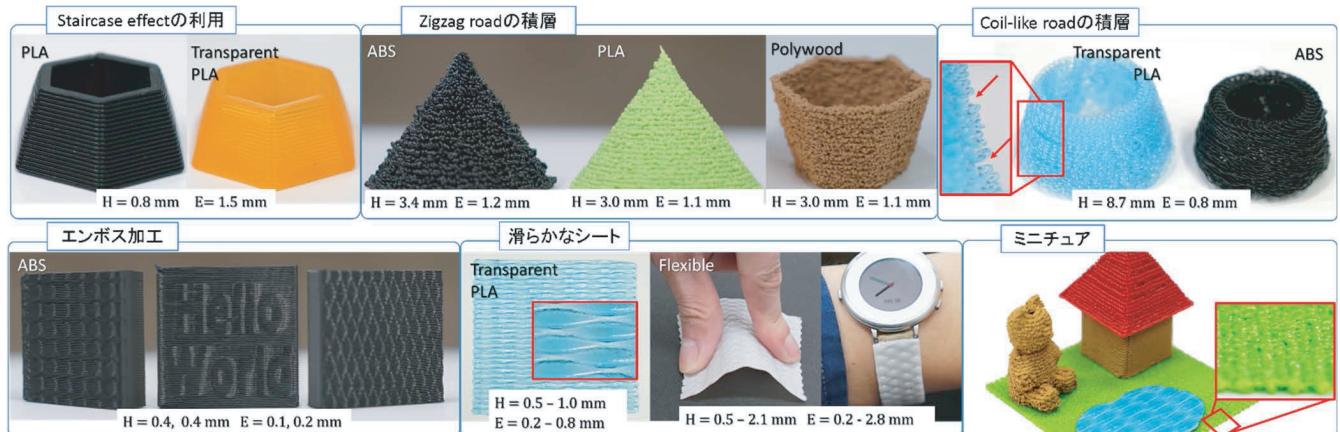 Staircase effectの利用
PLA
Transparent
PLA
H = 0.8 mm E= 1.5 mm
Zigzag roadの積層
ABS
PLA
Polywood
H = 3.4 mm E = 1.2 mm
H = 3.0 mm E = 1.1 mm
H = 3.0 mm E = 1.1 mm
Coil-like roadの積層
Transparent
PLA
ABS
H = 8.7 mm E = 0.8 mm
エンボス加工
ABS
Hello
World
H = 0.4, 0.4 mm E = 0.1, 0.2 mm
滑らかなシート
Transparent
PLA
H = 0.5 – 1.0 mm
E = 0.2 – 0.8 mm
Flexible
H = 0.5 – 2.1 mm E = 0.2 - 2.8 mm
ミニチュア